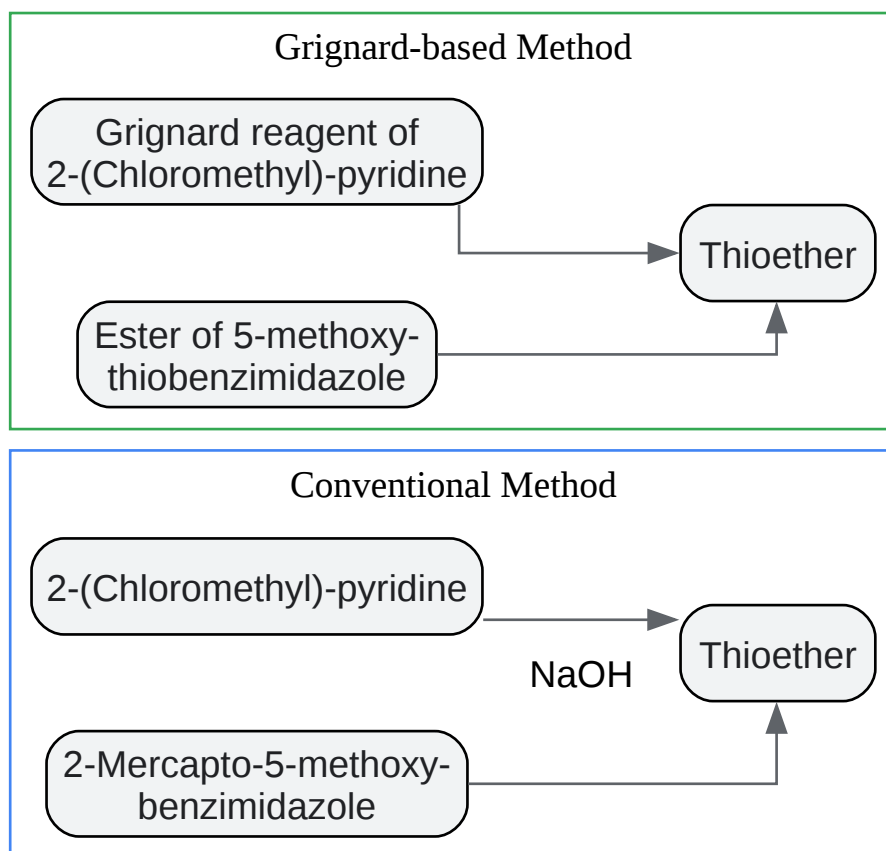 Grignard-based Method
Grignard reagent of
2-(Chloromethyl)-pyridine
Thioether
Ester of 5-methoxy-
thiobenzimidazole
Conventional Method
2-(Chloromethyl)-pyridine
Thioether
NaOH
2-Mercapto-5-methoxy-
benzimidazole